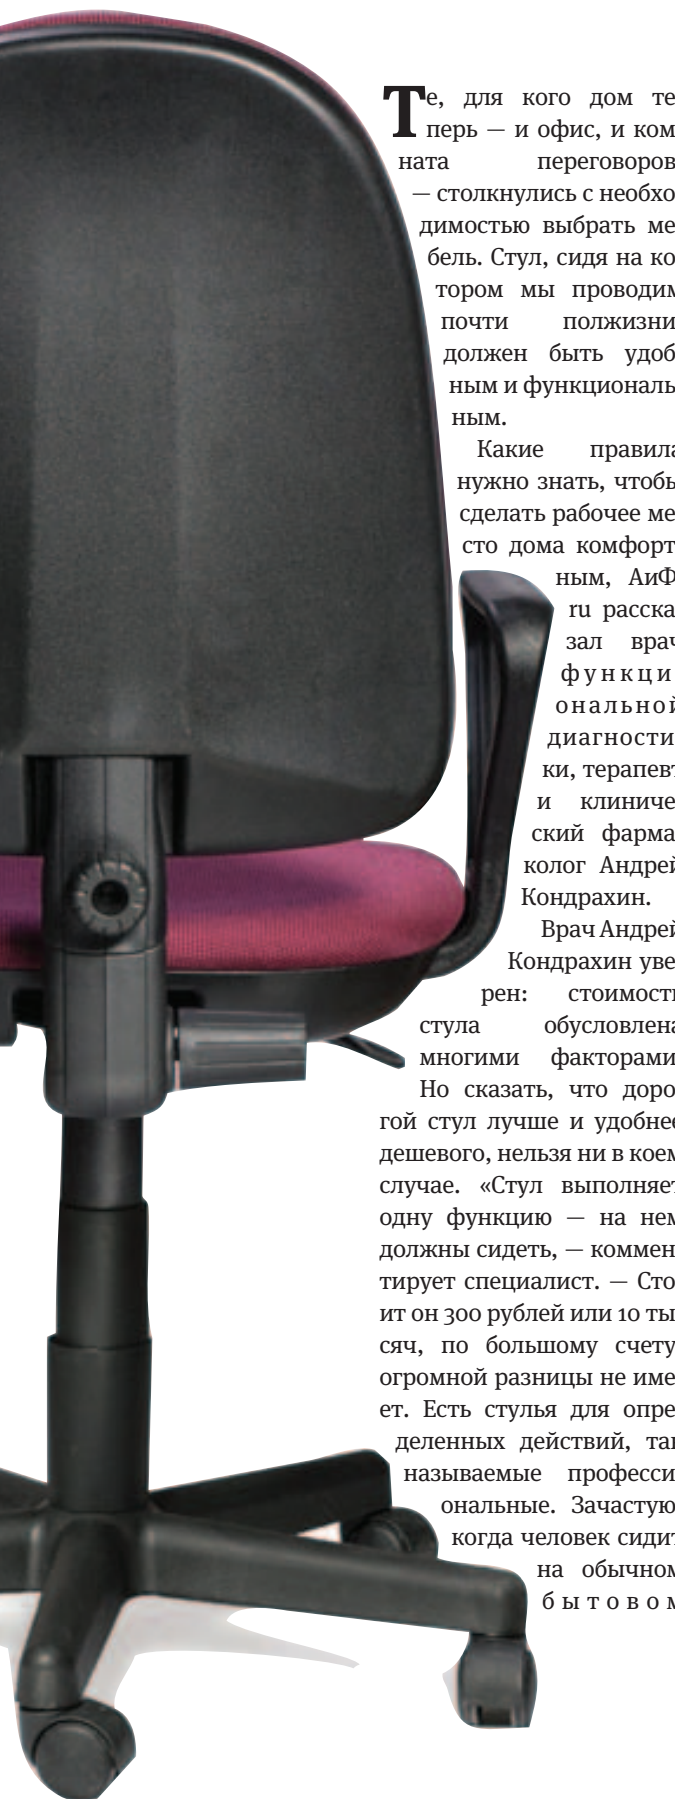 Те, для кого дом те
перь — и офис, и ком
ната переговоров
— столкнулись с необхо
димостью выбрать ме
бель. Стул, сидя на ко
тором мы проводим
почти полжизни
должен быть удоб
ным и функциональ
ным.
Какие правила
нужно знать, чтобы
сделать рабочее ме
сто дома комфорт
ным, АиФ
ru расска
зал врач
функци
ональной
диагности
ки, терапевт
и клиниче
ский фарма
колог Андрей
Кондрахин.
Врач Андрей
Кондрахин уве
рен: стоимость
стула обусловлена
многими факторами
Но сказать, что доро
гой стул лучше и удобнее
дешевого, нельзя ни в коем
случае. «Стул выполняет
одну функцию — на нем
должны сидеть, — коммен
тирует специалист. — Сто
ит он 300 рублей или 10 ты
сяч, по большому счету
огромной разницы не име
ет. Есть стулья для опре
деленных действий, так
называемые професси
ональные. Зачастую
когда человек сидит
на обычном
бытовом